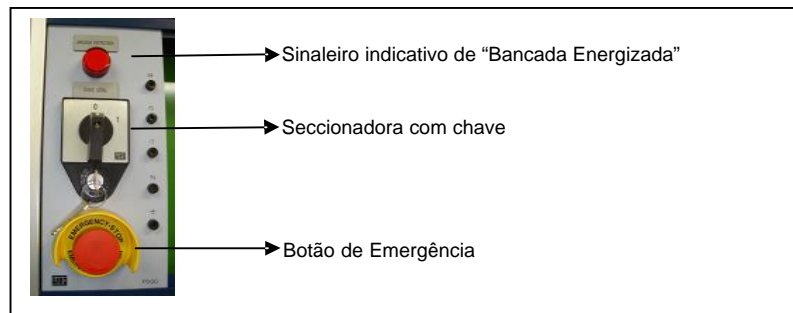 Sinaleiro indicativo de “Bancada Energizada”
0
1
Seccionadora com chave
EMERGENCY-STOP
Botão de Emergência